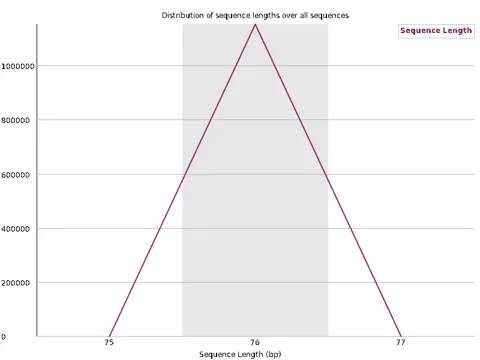 Distribution of sequence lengths over all sequences
Sequence Length
1000000
800000
600000
400000
200000
0
75 76 77
Sequence Length (bp)